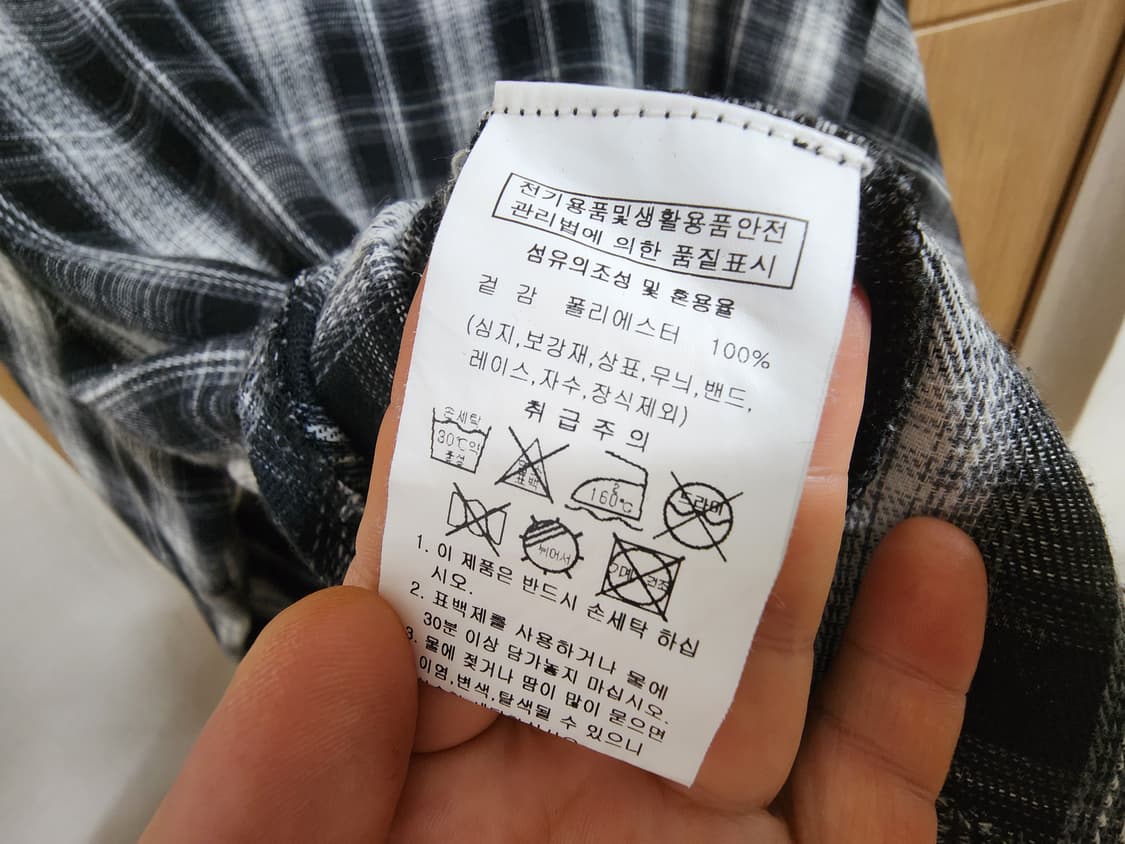 전기용품및생활용품안전
관리법에 의한 품질표시
섬유의조성 및 혼용율
겉 감 폴리에스터 100%
(심지,보강재,상표,무늬,밴드,
레이스,자수,장식제외)
취급주의
손세탁
30℃약
중성
표백
160℃
드라이
뉘어서
기계 건조
1. 이 제품은 반드시 손세탁 하십
시오.
2. 표백제를 사용하거나 물에
30분 이상 담가놓지 마십시오.
3. 물에 젖거나 땀이 많이 묻으면
이염,변색,탈색될 수 있으니